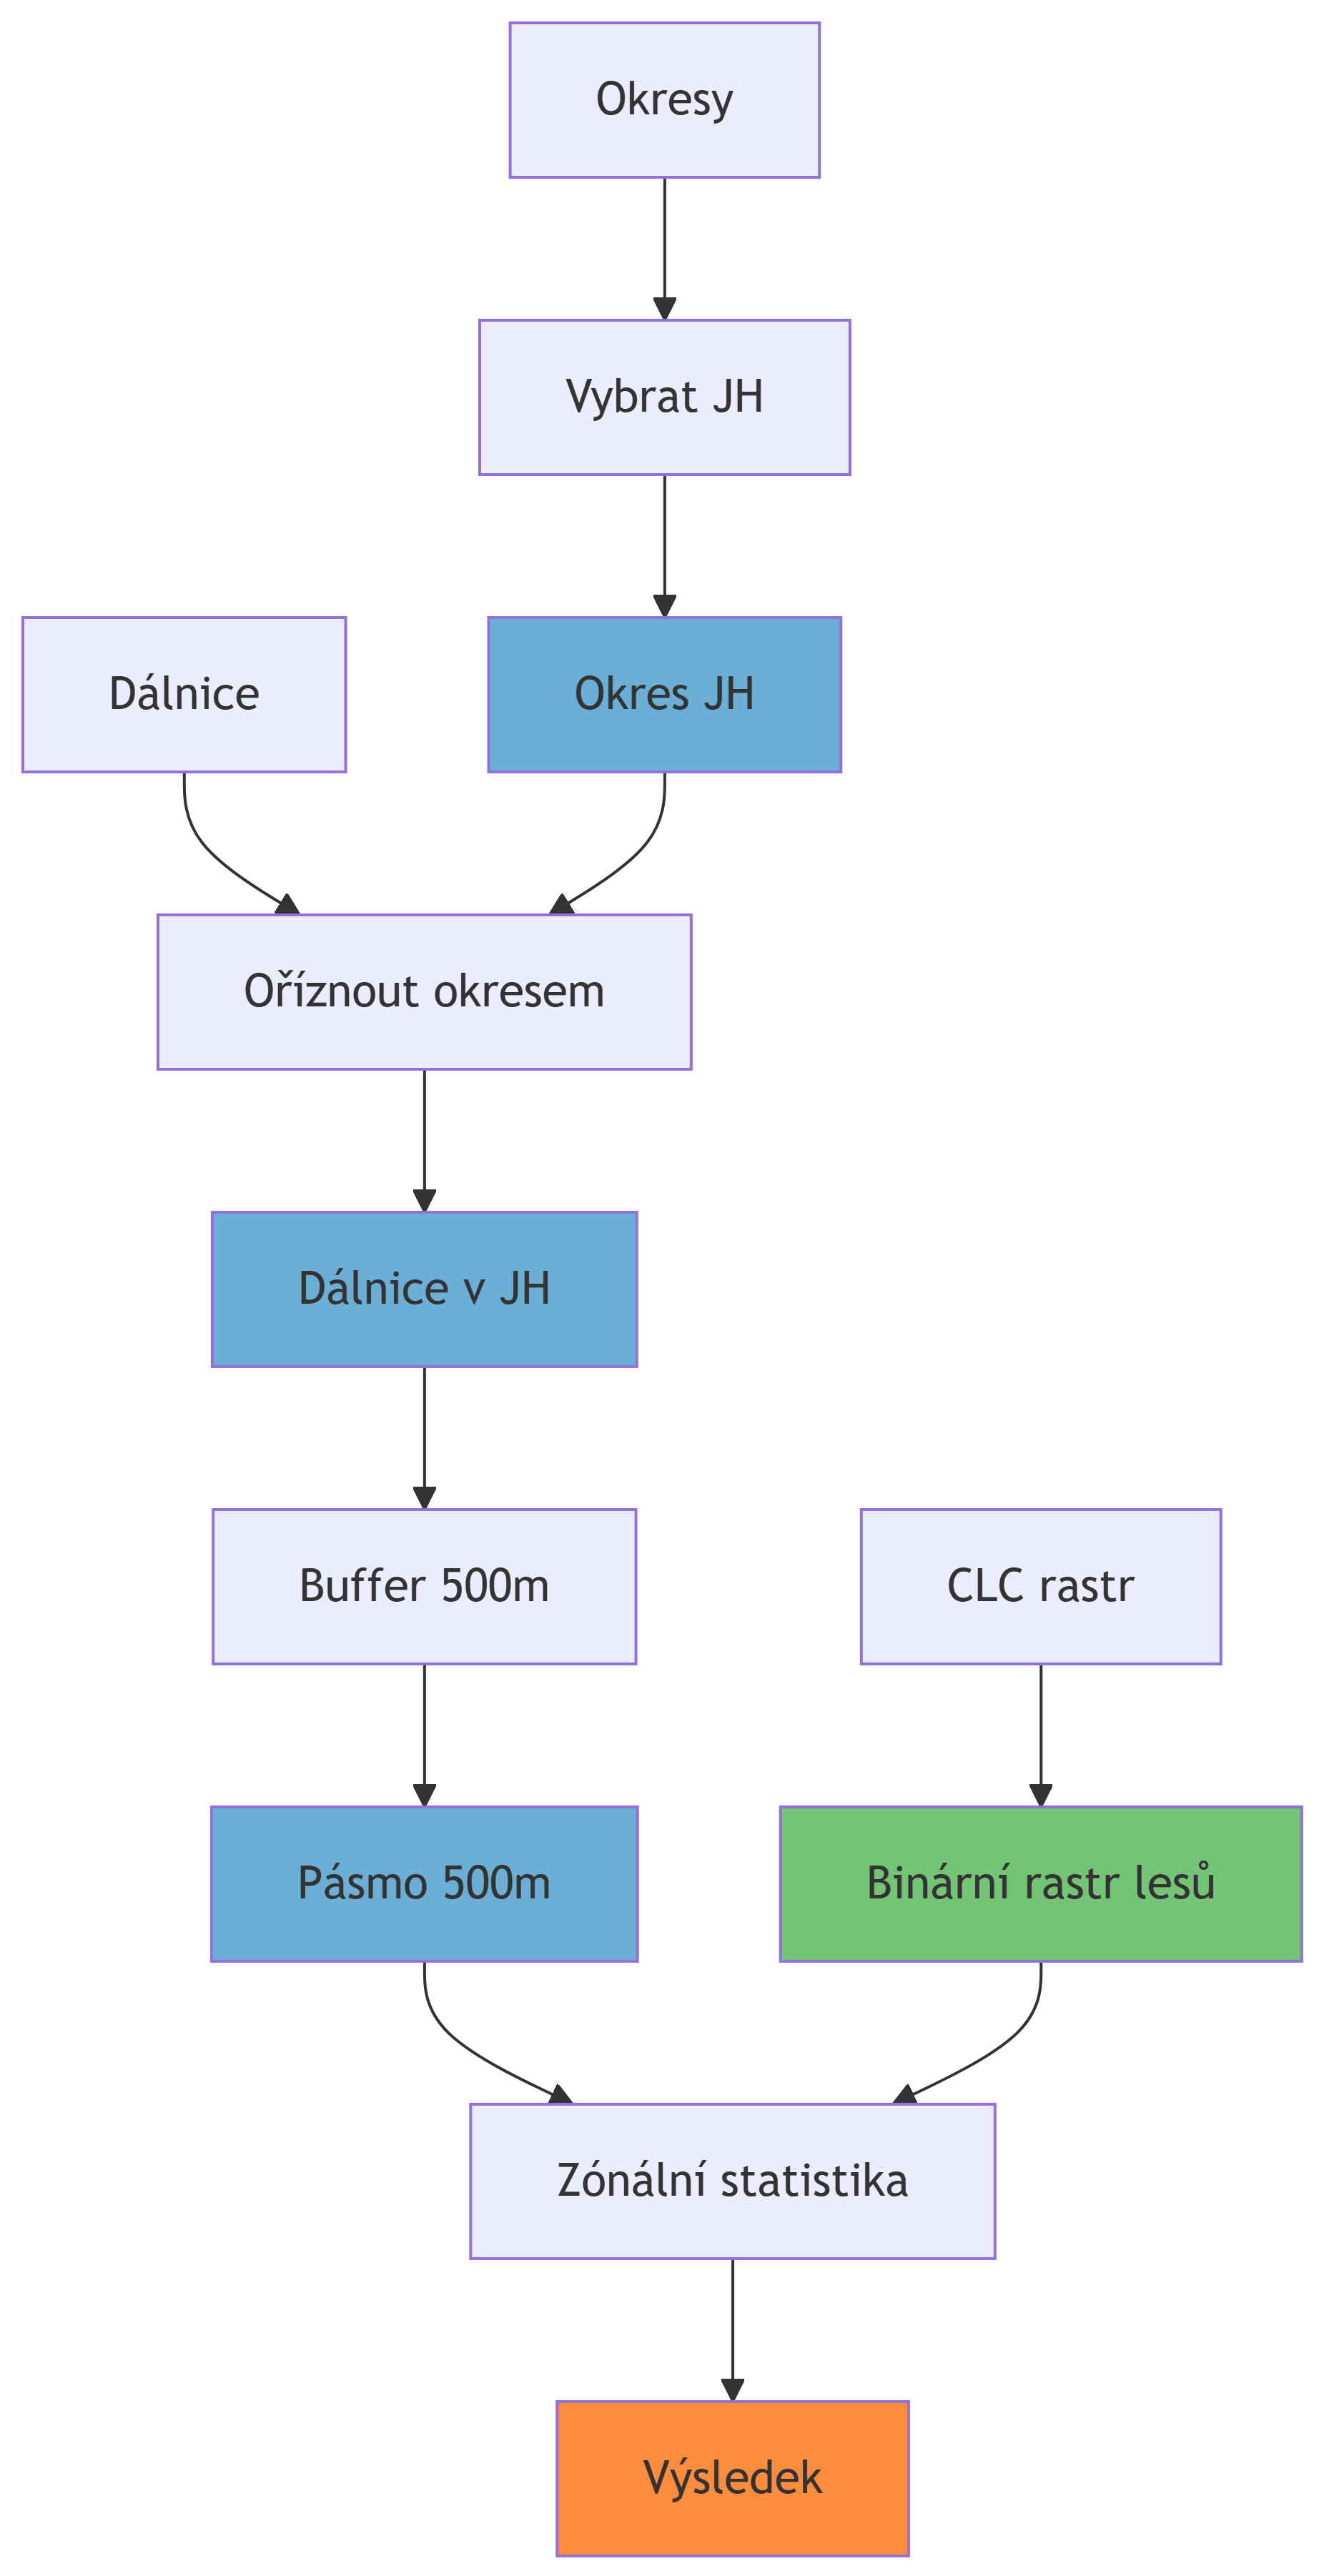 Okresy
Vybrat JH
Dálnice
Okres JH
Oříznout okresem
Dálnice v JH
Buffer 500m
CLC rastr
Pásmo 500m
Binární rastr lesů
Zónální statistika
Výsledek